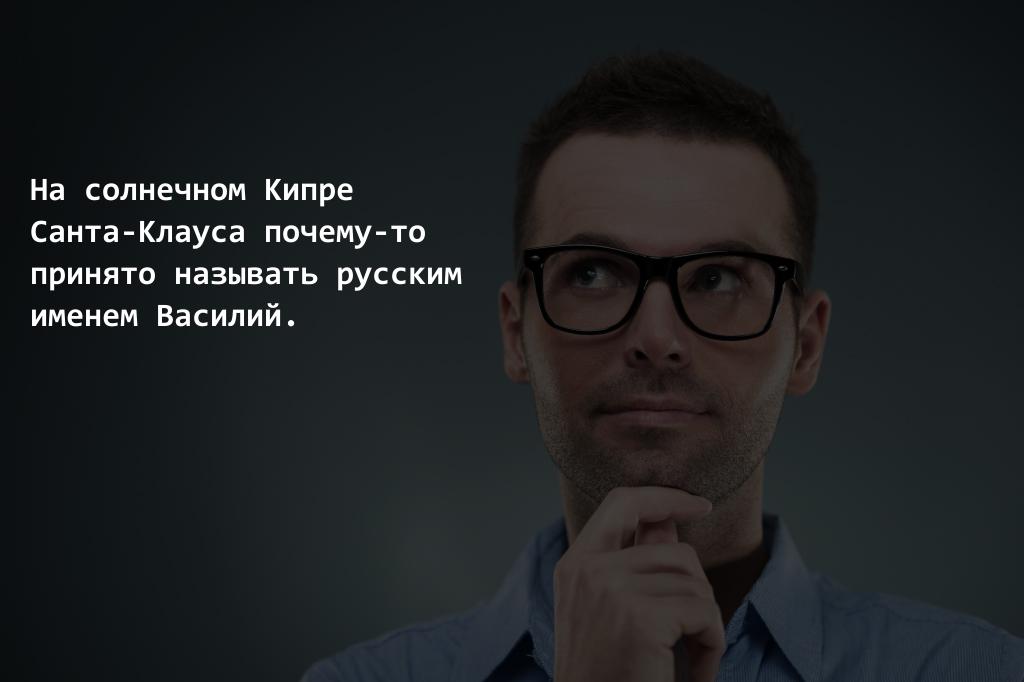 На солнечном Кипре
Санта-Клауса почему-то
принято называть русским
именем Василий.